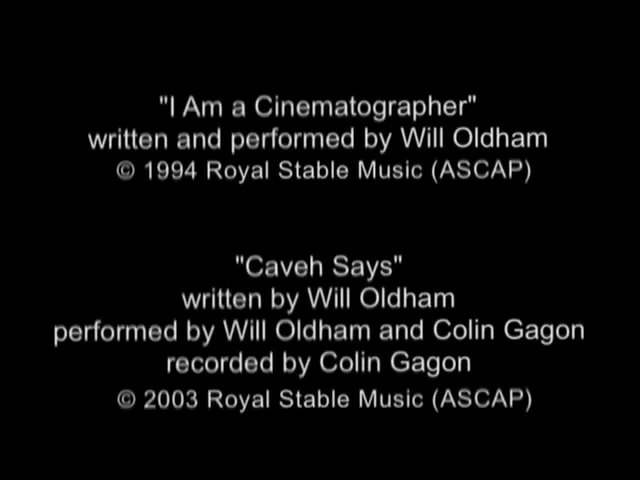 "I Am a Cinematographer"
written and performed by Will Oldham
© 1994 Royal Stable Music (ASCAP)
"Caveh Says"
written by Will Oldham
performed by Will Oldham and Colin Gagon
recorded by Colin Gagon
© 2003 Royal Stable Music (ASCAP)